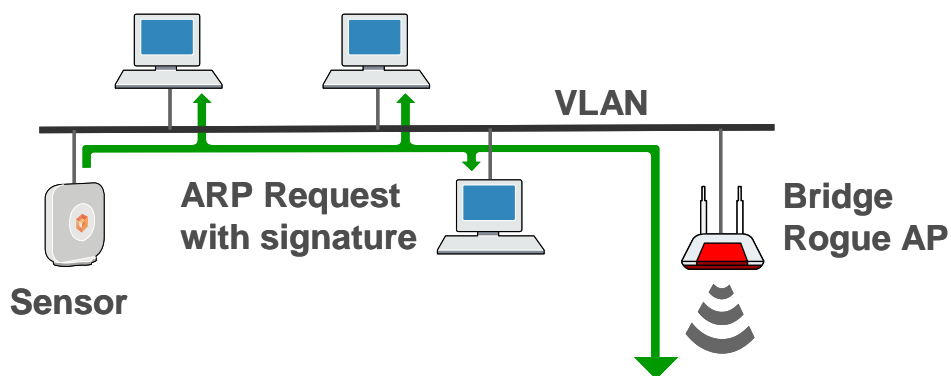 VLAN
ARP Request
with signature
Bridge
Rogue AP
Sensor